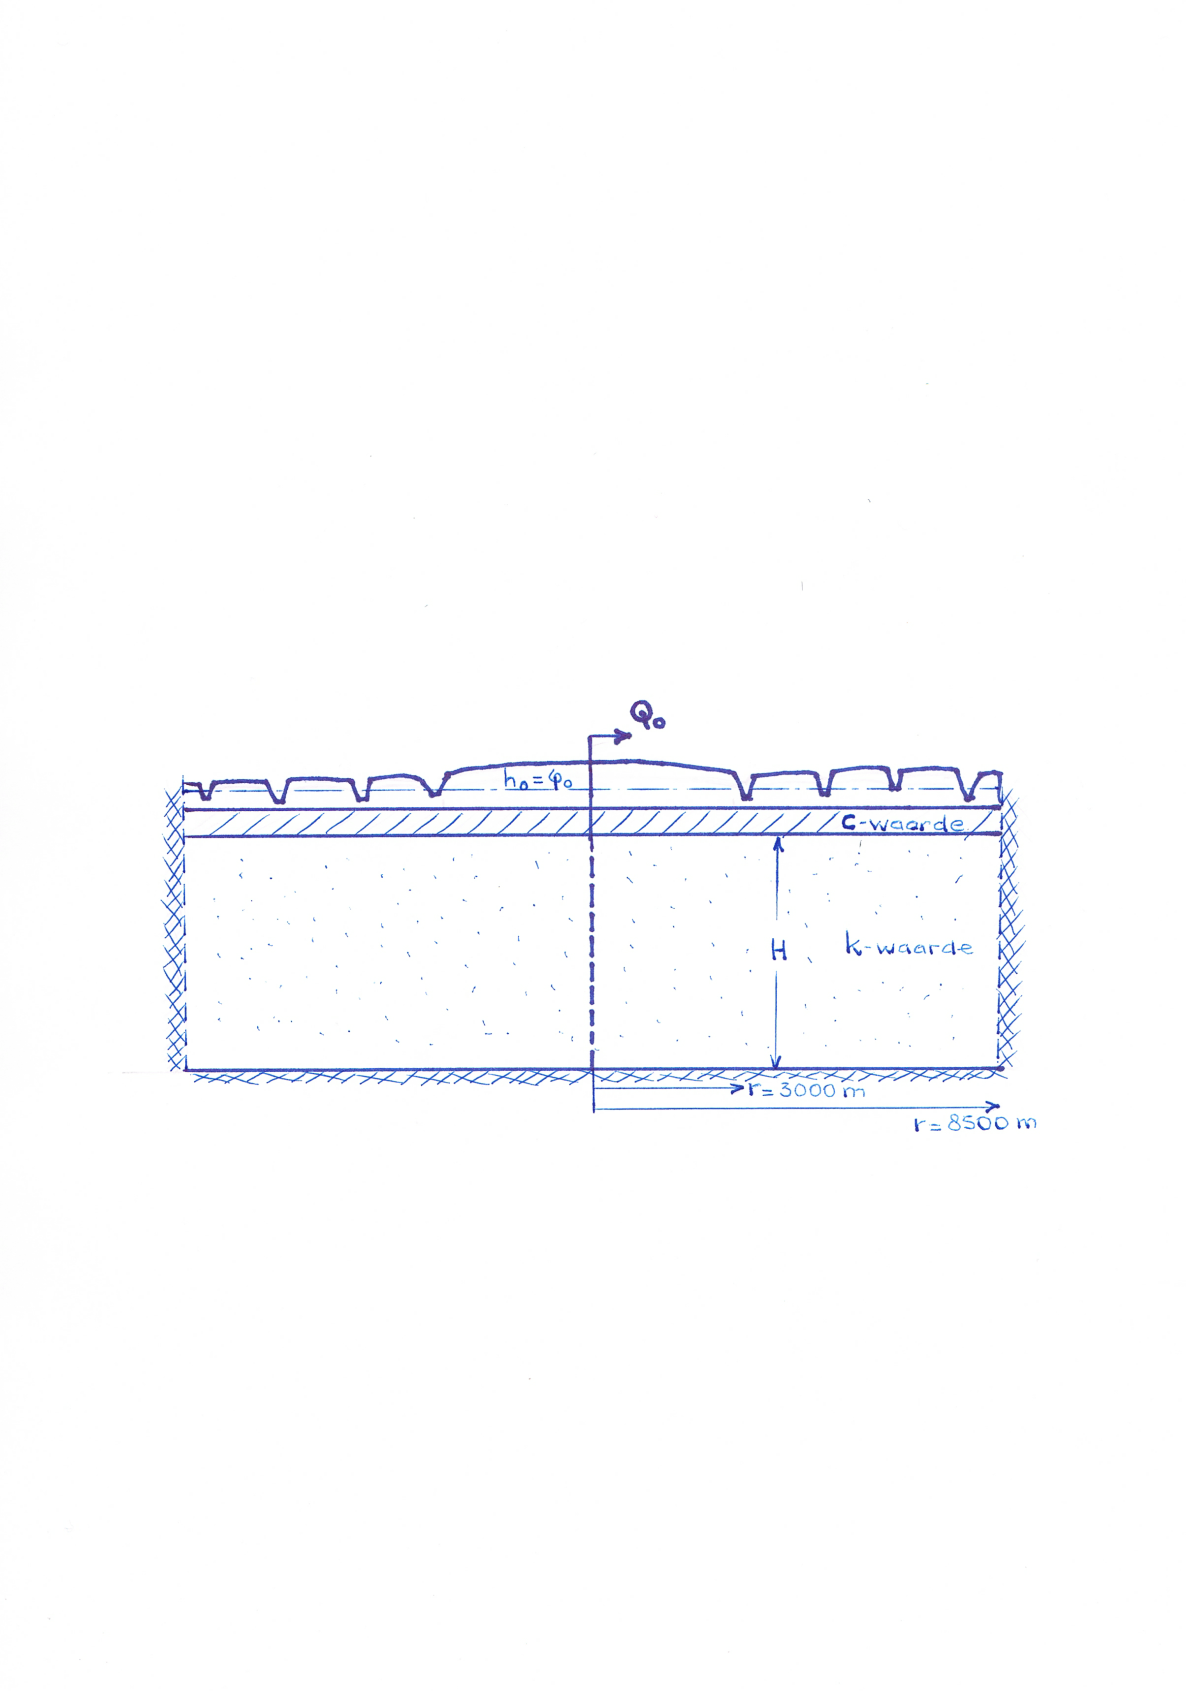 Q₀
h₀ = φ₀
C-waarde
H
k-waarde
r = 3000 m
r = 8500 m